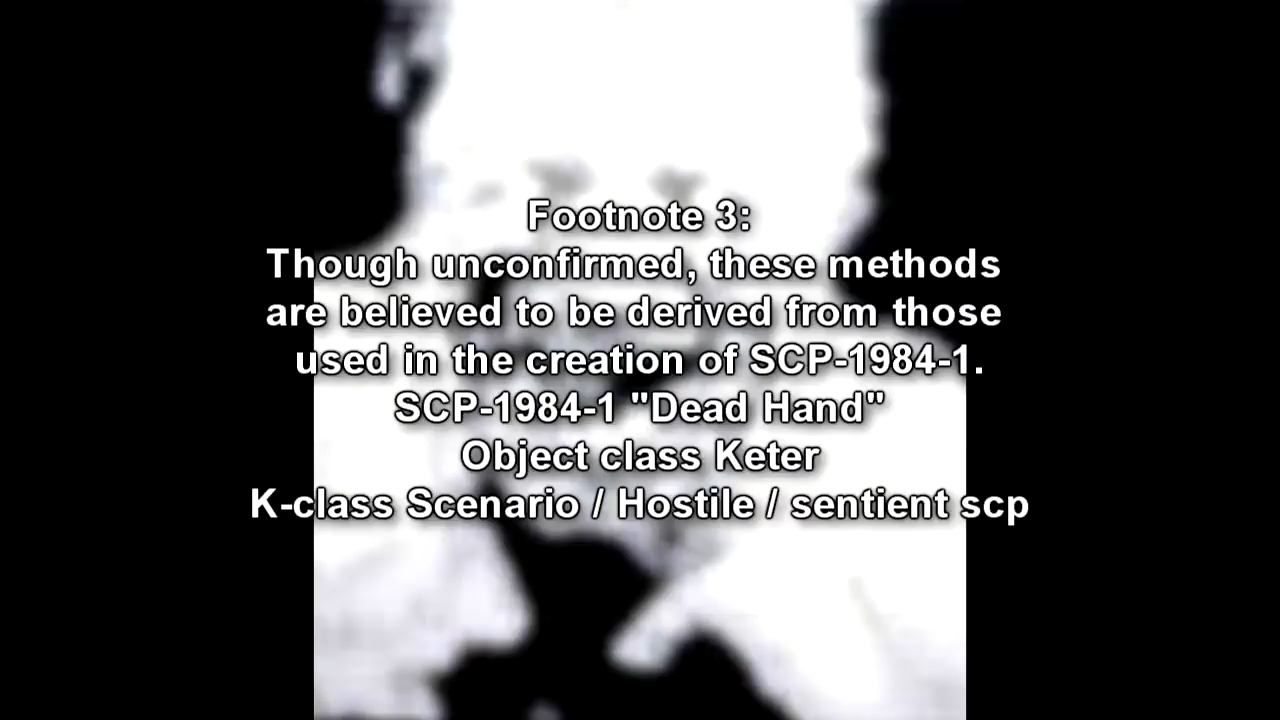 Footnote 3:
Though unconfirmed, these methods
are believed to be derived from those
used in the creation of SCP-1984-1.
SCP-1984-1 "Dead Hand"
Object class Keter
K-class Scenario / Hostile / sentient scp